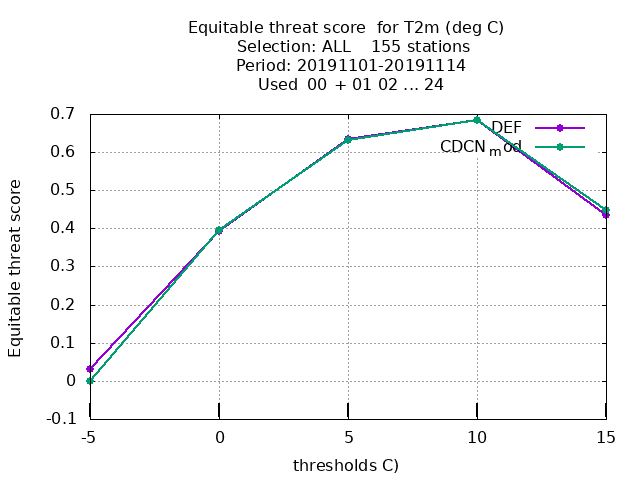 Equitable threat score  for T2m (deg C)
Selection: ALL    155 stations
Period: 20191101-20191114
Used  00 + 01 02 ... 24
DEF
CDCN_mod
Equitable threat score
0.7
0.6
0.5
0.4
0.3
0.2
0.1
0
-0.1
-5 0 5 10 15
thresholds C)